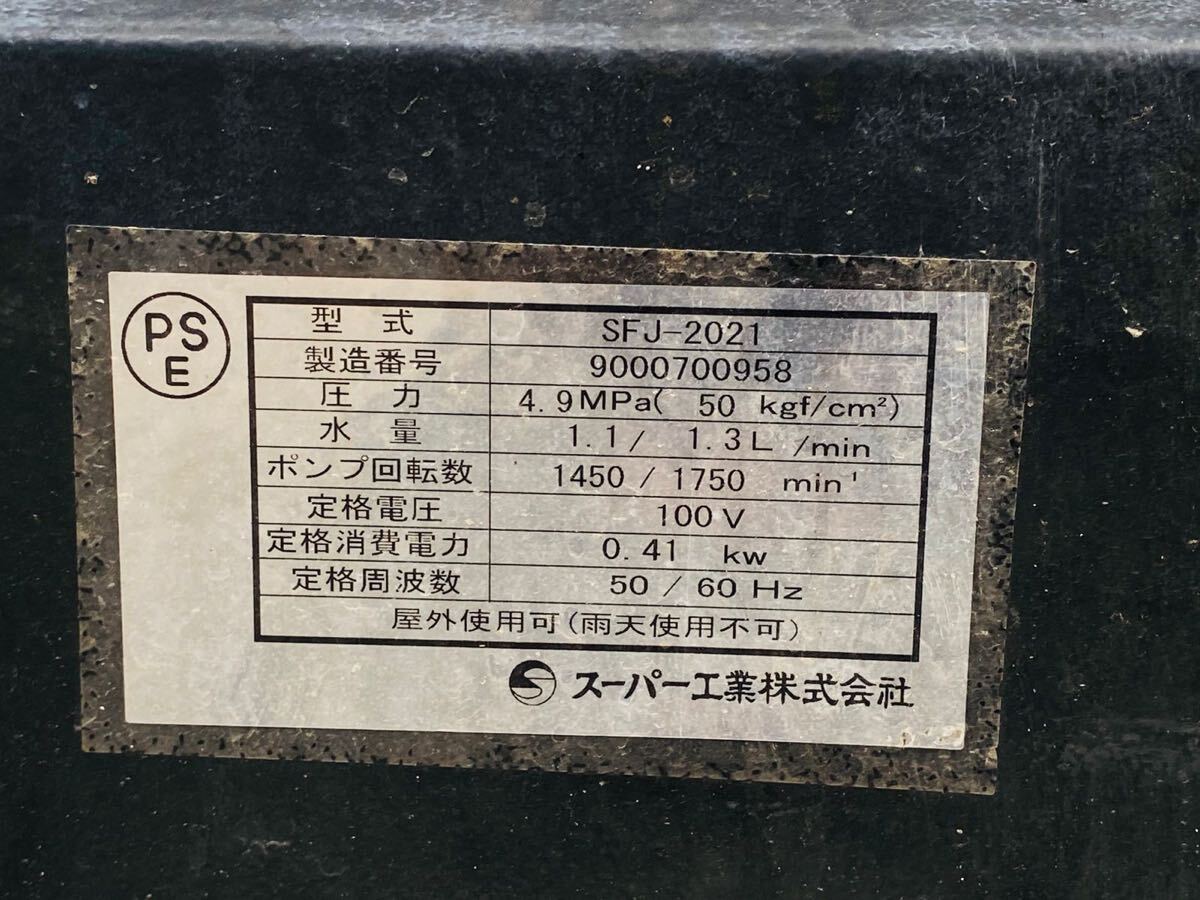 PS
E
型 式 SFJ-2021
製造番号 9000700958
圧 力 4.9MPa( 50 kgf/cm²)
水 量 1.1/ 1.3L /min
ポンプ回転数 1450 / 1750 min⁻¹
定格電圧 100V
定格消費電力 0.41 kw
定格周波数 50 / 60 Hz
屋外使用可(雨天使用不可)
スーパー工業株式会社